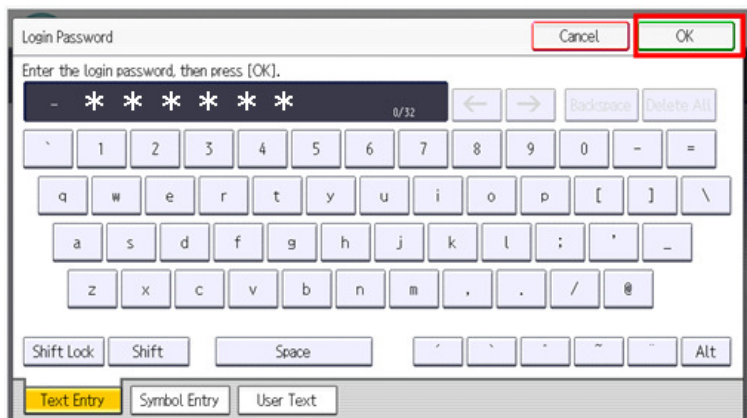 Login Password Cancel OK
Enter the login password, then press [OK].
_ * * * * * * 0/32 ← → Backspace Delete All
` 1 2 3 4 5 6 7 8 9 0 - =
q w e r t y u i o p [ ] \
a s d f g h j k l ; ' _
z x c v b n m , . / @
Shift Lock Shift Space ´ ` ^ ~ ¨ Alt
Text Entry Symbol Entry User Text